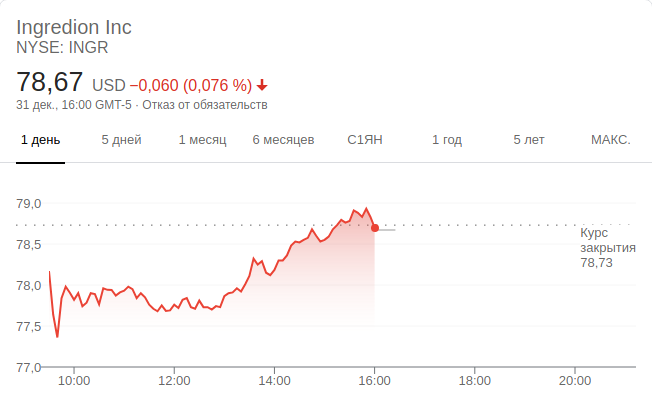 Ingredion Inc
NYSE: INGR
78,67 USD −0,060 (0,076 %)
31 дек., 16:00 GMT-5 · Отказ от обязательств
1 день 5 дней 1 месяц 6 месяцев С1ЯН 1 год 5 лет МАКС.
79,0
78,5
78,0
77,5
77,0
Курс
закрытия
78,73
10:00 12:00 14:00 16:00 18:00 20:00